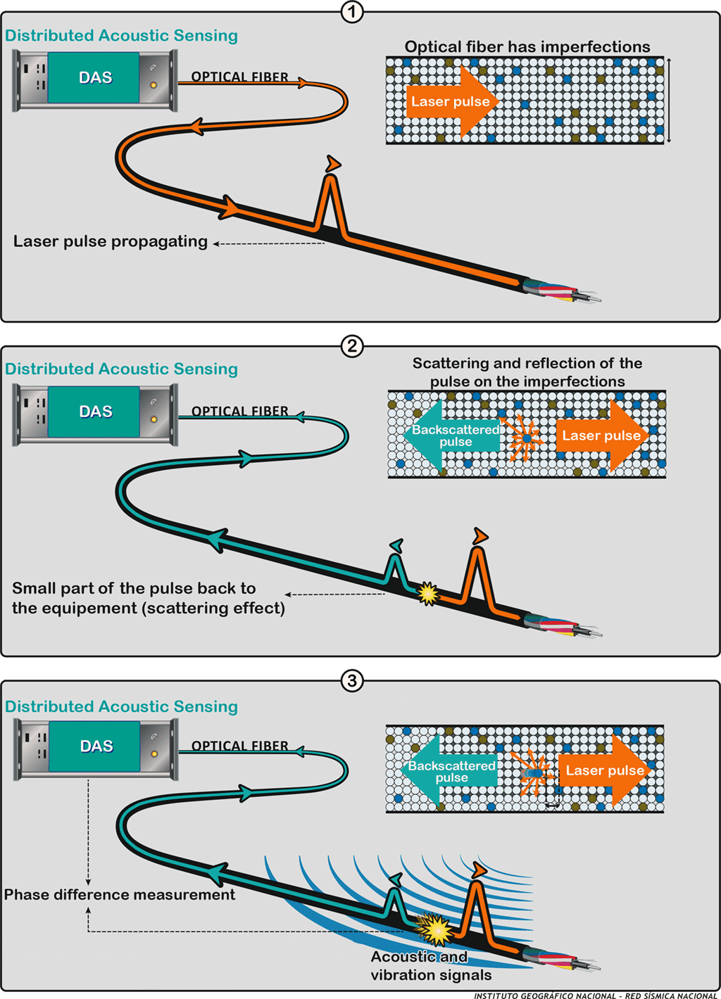 1
Distributed Acoustic Sensing
DAS
OPTICAL FIBER
Optical fiber has imperfections
Laser pulse
Laser pulse propagating
2
Distributed Acoustic Sensing
DAS
OPTICAL FIBER
Scattering and reflection of the
pulse on the imperfections
Backscattered
pulse
Laser pulse
Small part of the pulse back to
the equipement (scattering effect)
3
Distributed Acoustic Sensing
DAS
OPTICAL FIBER
Backscattered
pulse
Laser pulse
Phase difference measurement
Acoustic and
vibration signals
INSTITUTO GEOGRÁFICO NACIONAL - RED SÍSMICA NACIONAL